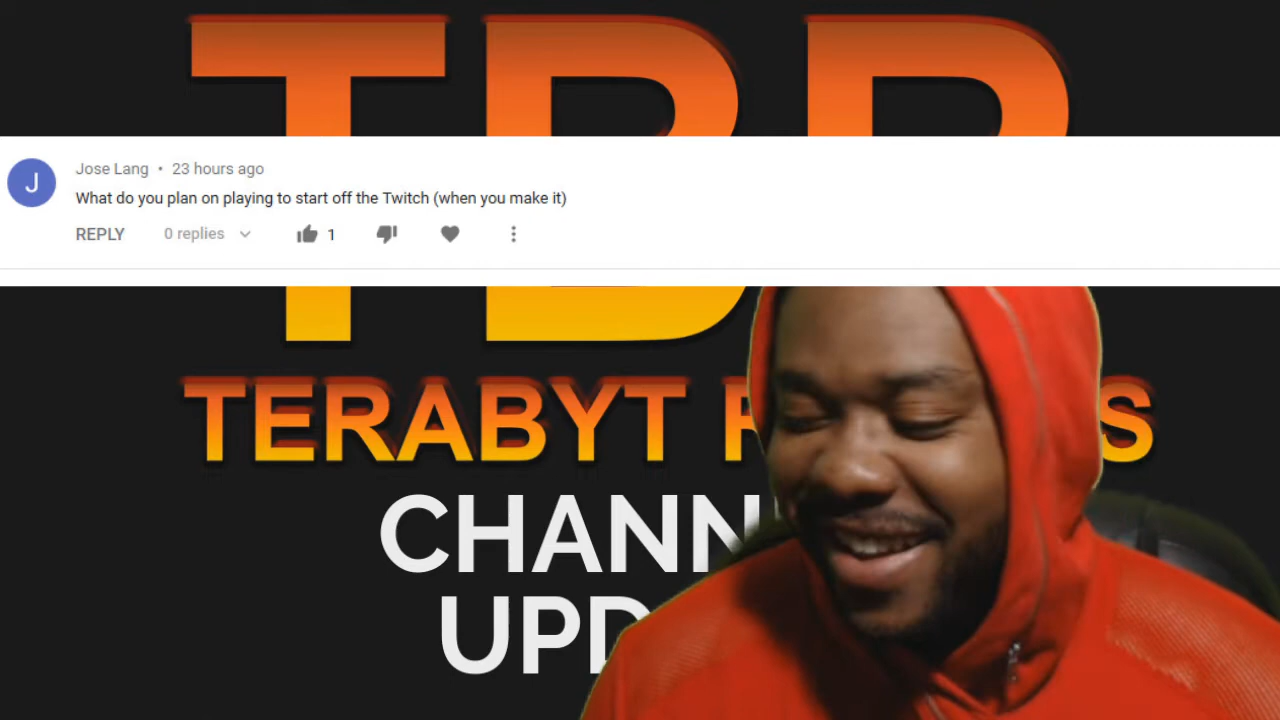 TBR
J
Jose Lang • 23 hours ago
What do you plan on playing to start off the Twitch (when you make it)
REPLY 0 replies 1
TERABYT
CHANN
UPD